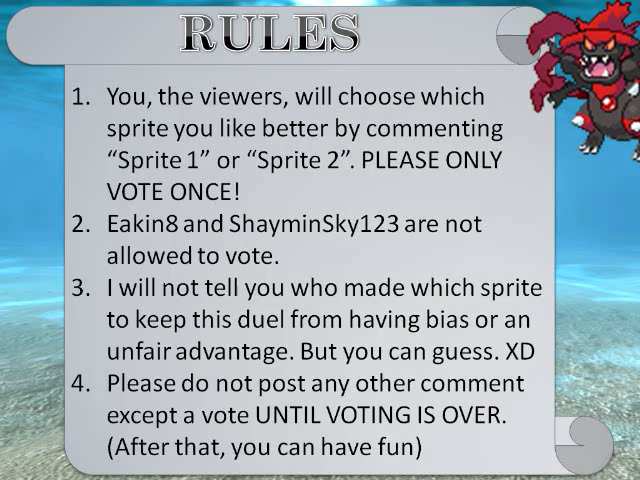 RULES
1. You, the viewers, will choose which
sprite you like better by commenting
“Sprite 1” or “Sprite 2”. PLEASE ONLY
VOTE ONCE!
2. Eakin8 and ShayminSky123 are not
allowed to vote.
3. I will not tell you who made which sprite
to keep this duel from having bias or an
unfair advantage. But you can guess. XD
4. Please do not post any other comment
except a vote UNTIL VOTING IS OVER.
(After that, you can have fun)